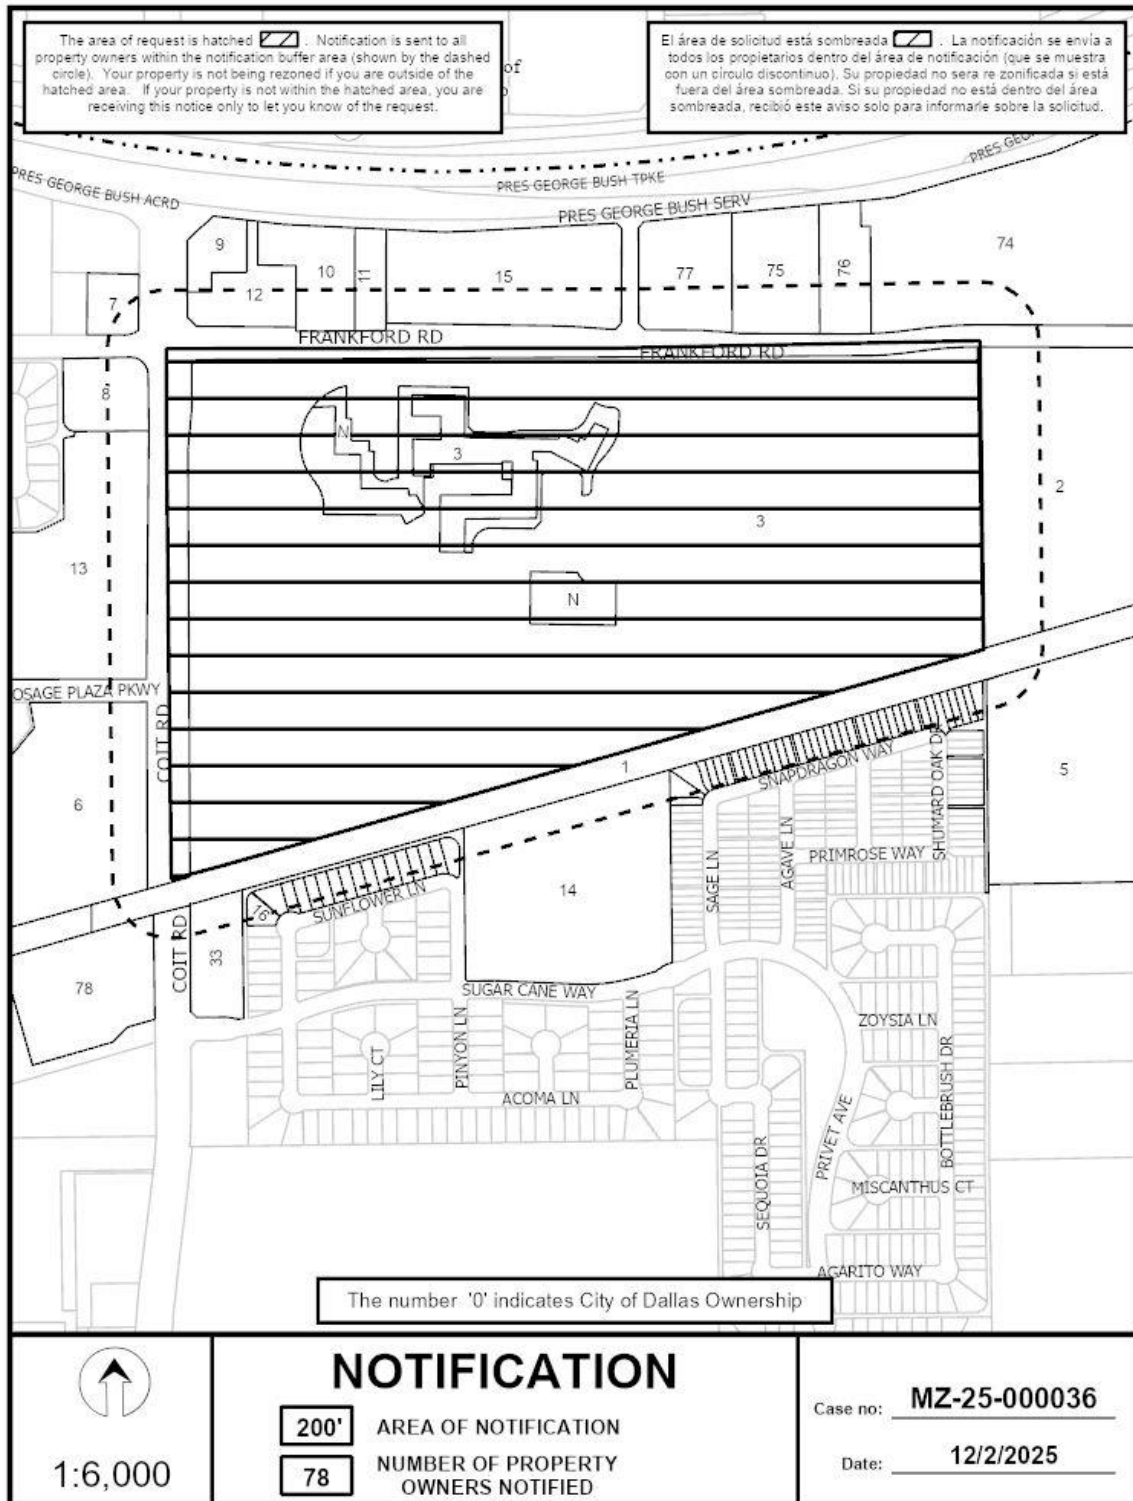 The area of request is hatched . Notification is sent to all
property owners within the notification buffer area (shown by the dashed
circle). Your property is not being rezoned if you are outside of the
hatched area. If your property is not within the hatched area, you are
receiving this notice only to let you know of the request.
of
El área de solicitud está sombreada . La notificación se envía a
todos los propietarios dentro del área de notificación (que se muestra
con un círculo discontinuo). Su propiedad no sera re zonificada si está
fuera del área sombreada. Si su propiedad no está dentro del área
sombreada, recibió este aviso solo para informarle sobre la solicitud.
PRES GEORGE BUSH ACRD
PRES GEORGE BUSH TPKE
PRES GEORGE BUSH SERV
PRES
9
10
11
15
77
75
76
74
7
12
FRANKFORD RD
FRANKFORD RD
8
N
3
2
3
13
N
OSAGE PLAZA PKWY
COIT RD
1
6
SNAPDRAGON WAY
SHUMARD OAK DR
5
PRIMROSE WAY
SAGE LN
AGAVE LN
14
16
SUNFLOWER LN
COIT RD
33
78
SUGAR CANE WAY
ZOYSIA LN
LILY CT
PINYON LN
PLUMERIA LN
ACOMA LN
BOTTLEBRUSH DR
PRIVET AVE
SEQUOIA DR
MISCANTHUS CT
AGARITO WAY
The number '0' indicates City of Dallas Ownership
1:6,000
NOTIFICATION
200' AREA OF NOTIFICATION
78 NUMBER OF PROPERTY
OWNERS NOTIFIED
Case no: MZ-25-000036
Date: 12/2/2025